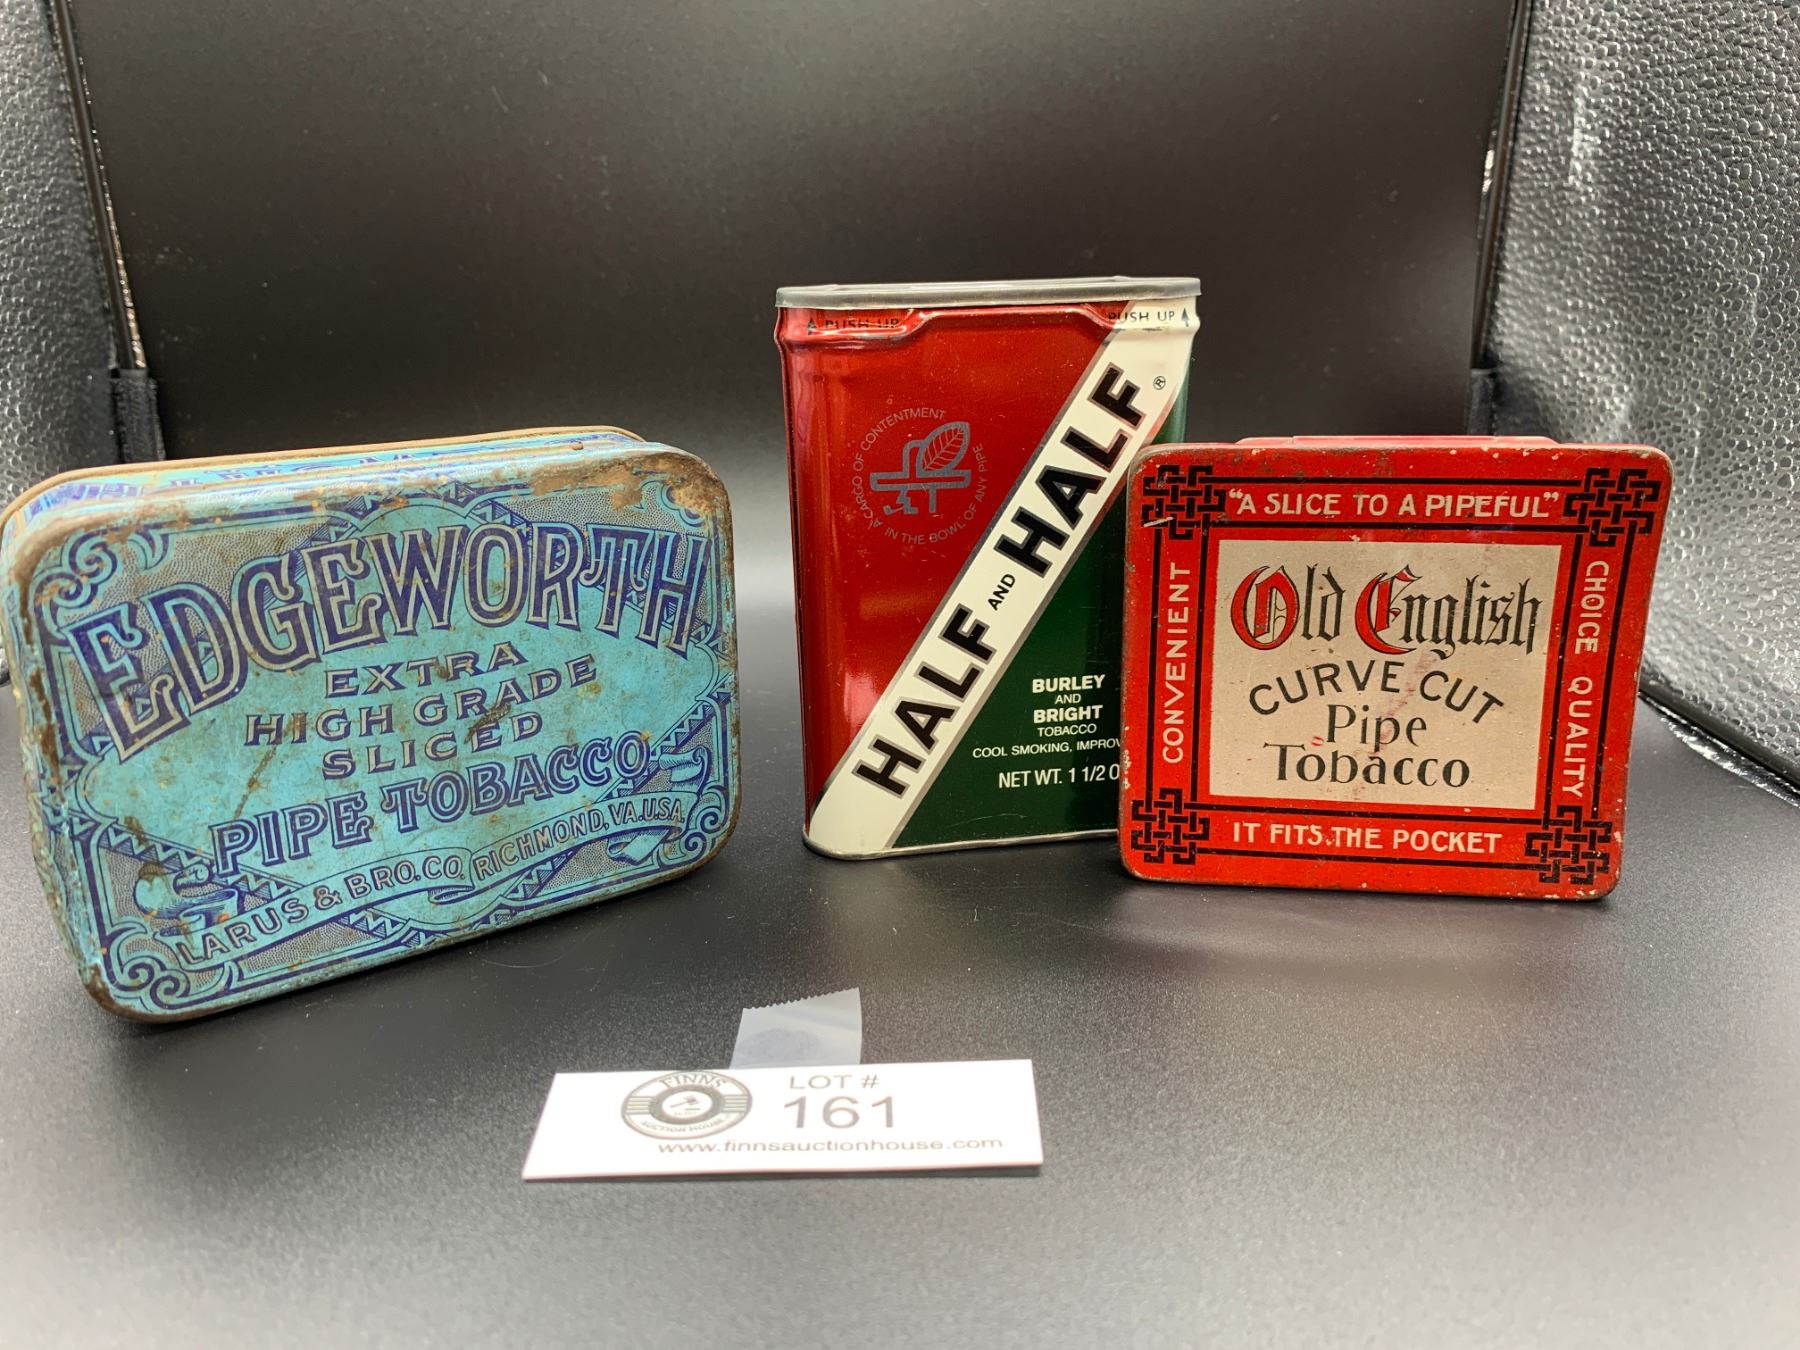 EDGEWORTH
EXTRA
HIGH GRADE
SLICED
PIPE TOBACCO
LARUS & BRO. CO. RICHMOND, VA. U.S.A.
PUSH UP
PUSH UP
A CARGO OF CONTENTMENT
IN THE BOWL OF ANY PIPE
HALF AND HALF ®
BURLEY
AND
BRIGHT
TOBACCO
COOL SMOKING, IMPROV
NET WT. 1 1/2 O
"A SLICE TO A PIPEFUL"
CONVENIENT
Old English
CURVE CUT
Pipe
Tobacco
CHOICE QUALITY
IT FITS THE POCKET
FINNS
AUCTION HOUSE
LOT #
161
www.finnsauctionhouse.com